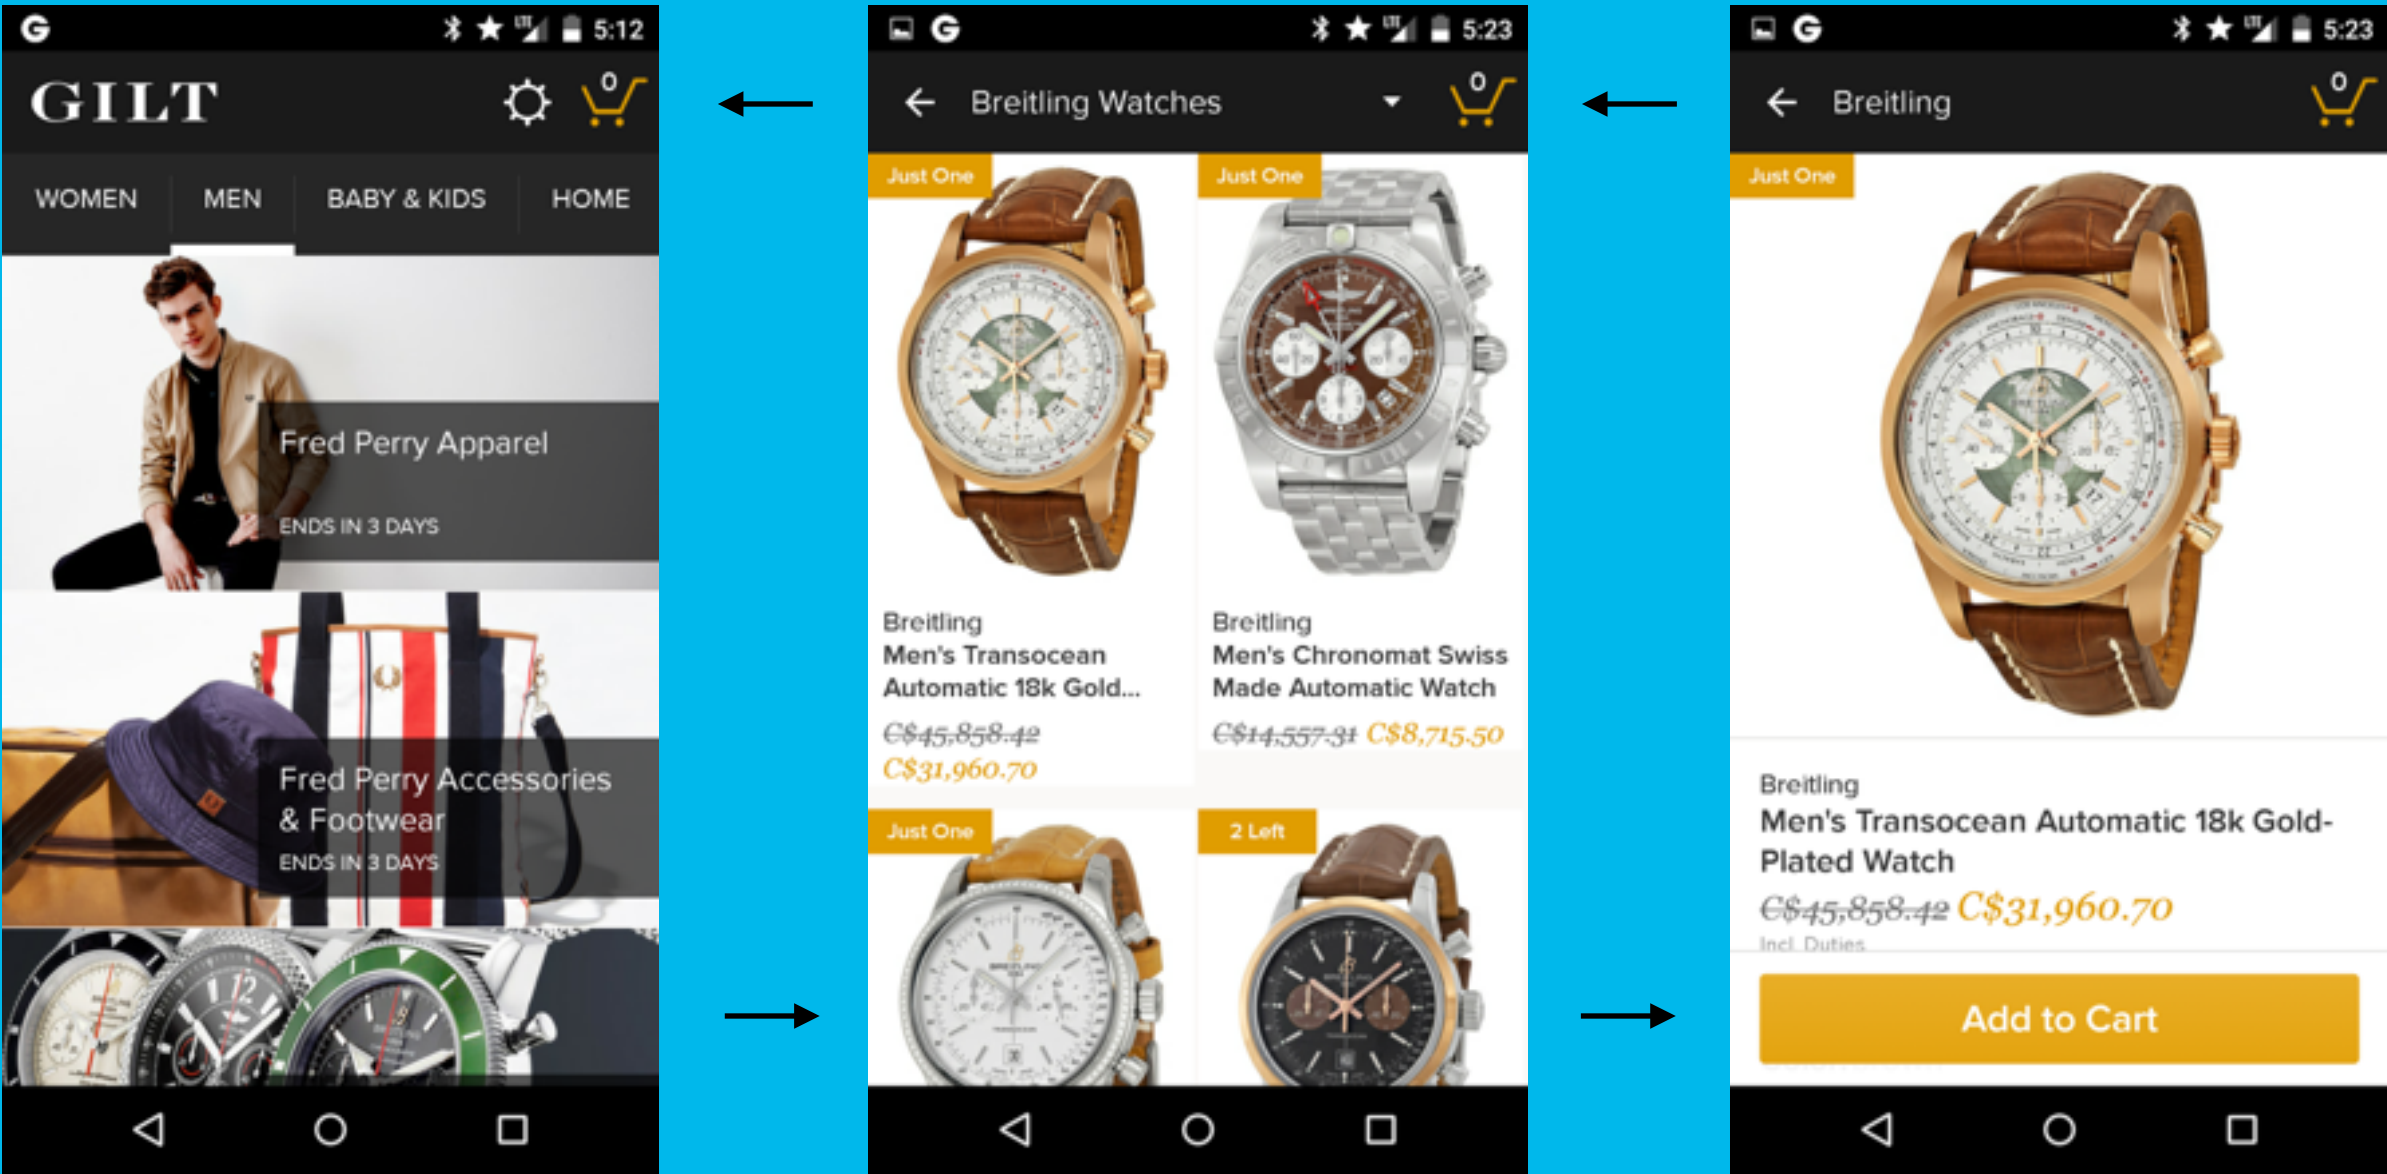 5:12
GILT
0
WOMEN
MEN
BABY & KIDS
HOME
Fred Perry Apparel
ENDS IN 3 DAYS
Fred Perry Accessories
& Footwear
ENDS IN 3 DAYS
5:23
Breitling Watches
0
Just One
Just One
Breitling
Men's Transocean
Automatic 18k Gold...
C$45,858.42
C$31,960.70
Breitling
Men's Chronomat Swiss
Made Automatic Watch
C$14,557.31 C$8,715.50
Just One
2 Left
5:23
Breitling
0
Just One
Breitling
Men's Transocean Automatic 18k Gold-
Plated Watch
C$45,858.42 C$31,960.70
Incl. Duties
Add to Cart